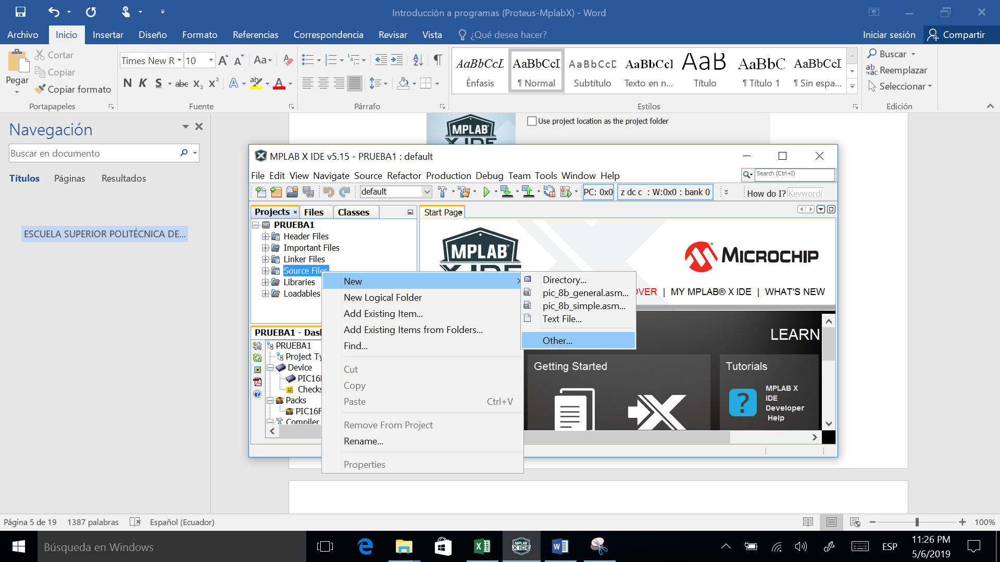 Introducción a programas (Proteus-MplabX) - Word
Archivo Inicio Insertar Diseño Formato Referencias Correspondencia Revisar Vista ¿Qué desea hacer? Iniciar sesión Compartir
Pegar
Cortar
Copiar
Copiar formato
Portapapeles
Times New R 10
Fuente
Párrafo
AaBbCcL AaBbCcI AaBbCcD AaBbCcI AaB AaBbC AaBbCcI
Énfasis ¶ Normal Subtítulo Texto en n... Título ¶ Título 1 ¶ Sin espa...
Estilos
Buscar
Reemplazar
Seleccionar
Edición
Navegación
Buscar en documento
Títulos Páginas Resultados
ESCUELA SUPERIOR POLITÉCNICA DE...
MPLAB
X IDE
Use project location as the project folder
MPLAB X IDE v5.15 - PRUEBA1 : default
File Edit View Navigate Source Refactor Production Debug Team Tools Window Help
Search (Ctrl+I)
default
PC: 0x0
z dc c : W:0x0 : bank 0
How do I?
Projects Files Classes
Start Page
PRUEBA1
Header Files
Important Files
Linker Files
Source Files
Libraries
Loadables
MPLAB
X IDE
MICROCHIP
OVER | MY MPLAB® X IDE | WHAT'S NEW
New
New Logical Folder
Add Existing Item...
Add Existing Items from Folders...
Find...
Cut
Copy
Paste Ctrl+V
Remove From Project
Rename...
Properties
Directory...
pic_8b_general.asm...
pic_8b_simple.asm...
Text File...
Other...
PRUEBA1 - Dash
PRUEBA1
Project Ty
Device
PIC16
Checks
Packs
PIC16F
Compiler
LEARN
Getting Started
Tutorials
MPLAB X
IDE
Developer
Help
Página 5 de 19 1387 palabras Español (Ecuador) 100%
Búsqueda en Windows
ESP
11:26 PM
5/6/2019